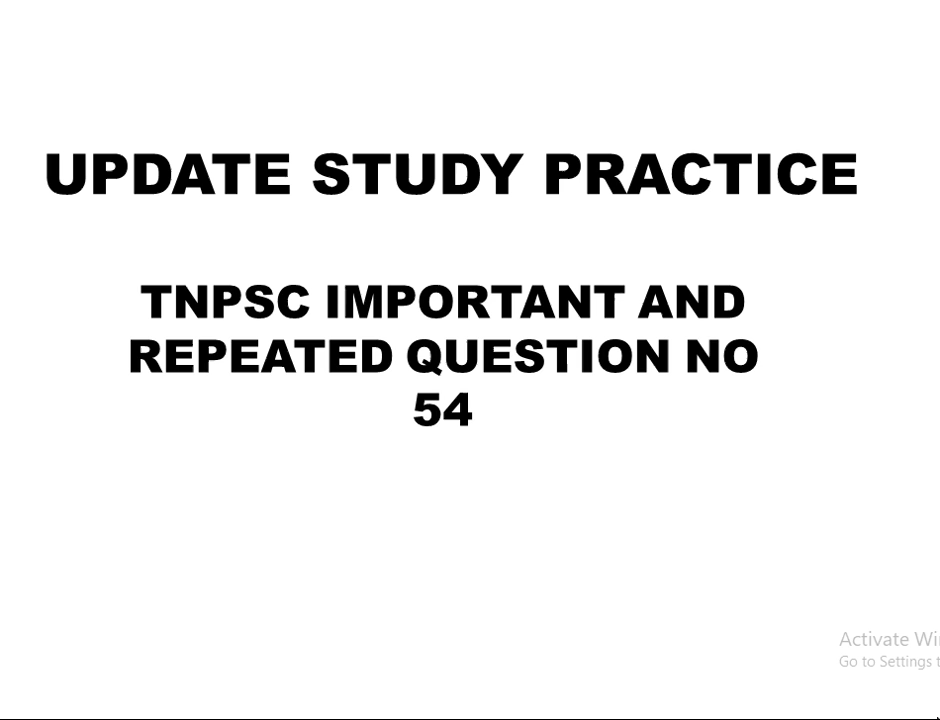 UPDATE STUDY PRACTICE
TNPSC IMPORTANT AND
REPEATED QUESTION NO
54
Activate Wi
Go to Settings t